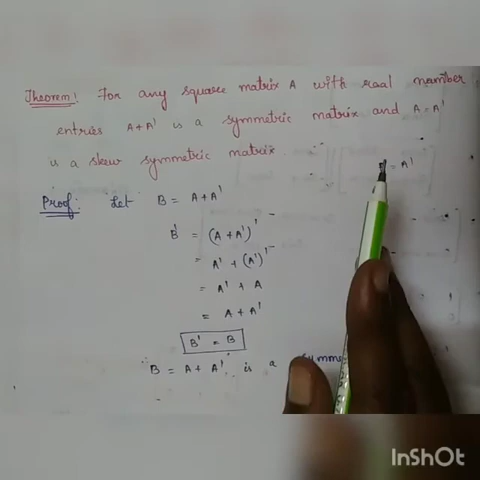 Theorem: For any square matrix A with real number
entries A+A' is a symmetric matrix and A-A'
is a skew symmetric matrix.
= A'
Proof: Let B = A+A'
B' = (A+A')'
= A' + (A')'
= A' + A
= A + A'
B' = B
∴ B = A + A' is a
InShOt